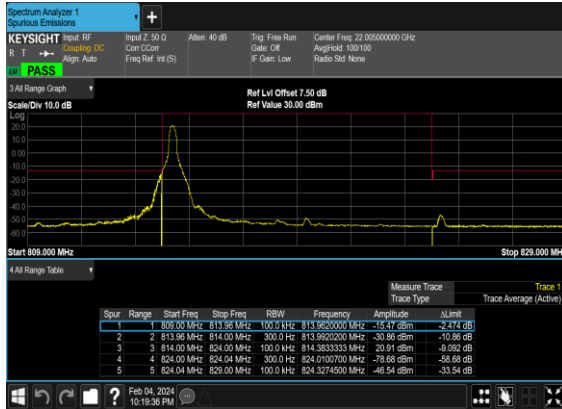 Spectrum Analyzer 1
Spurious Emissions
KEYSIGHT Input: RF Input Z: 50 Ω Atten: 40 dB Trig: Free Run Center Freq: 22.005000000 GHz
R T Coupling: DC Corr CCorr Gate: Off Avg|Hold: 100/100
Align: Auto Freq Ref: Int (S) IF Gain: Low Radio Std: None
PASS
3 All Range Graph Ref Lvl Offset 7.50 dB
Scale/Div 10.0 dB Ref Value 30.00 dBm
Log
20.0
10.0
0.00
-10.0
-20.0
-30.0
-40.0
-50.0
-60.0
Start 809.000 MHz Stop 829.000 MHz
4 All Range Table
Measure Trace Trace 1
Trace Type Trace Average (Active)
Spur Range Start Freq Stop Freq RBW Frequency Amplitude ΔLimit
1 1 809.00 MHz 813.96 MHz 100.0 kHz 813.9620000 MHz -15.47 dBm -2.474 dB
2 2 813.96 MHz 814.00 MHz 300.0 Hz 813.9920200 MHz -30.86 dBm -10.86 dB
3 3 814.00 MHz 824.00 MHz 100.0 kHz 814.3833333 MHz 20.91 dBm -9.092 dB
4 4 824.00 MHz 824.04 MHz 300.0 Hz 824.0100700 MHz -78.68 dBm -58.68 dB
5 5 824.04 MHz 829.00 MHz 100.0 kHz 824.3274500 MHz -46.54 dBm -33.54 dB
? Feb 04, 2024
10:19:36 PM